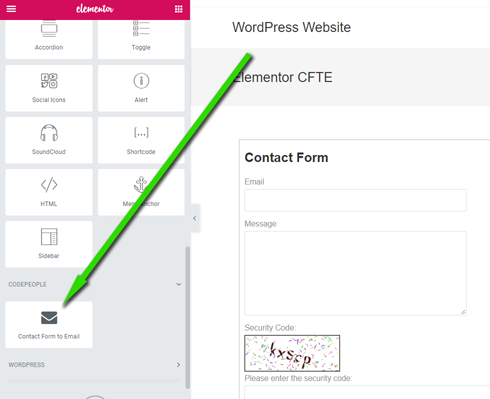 elementor
Accordion
Toggle
Social Icons
Alert
SoundCloud
[...]
Shortcode
HTML
Menu Anchor
Sidebar
CODEPEOPLE
Contact Form to Email
WORDPRESS
WordPress Website
Elementor CFTE
Contact Form
Email
Message
Security Code:
kxscp
Please enter the security code: